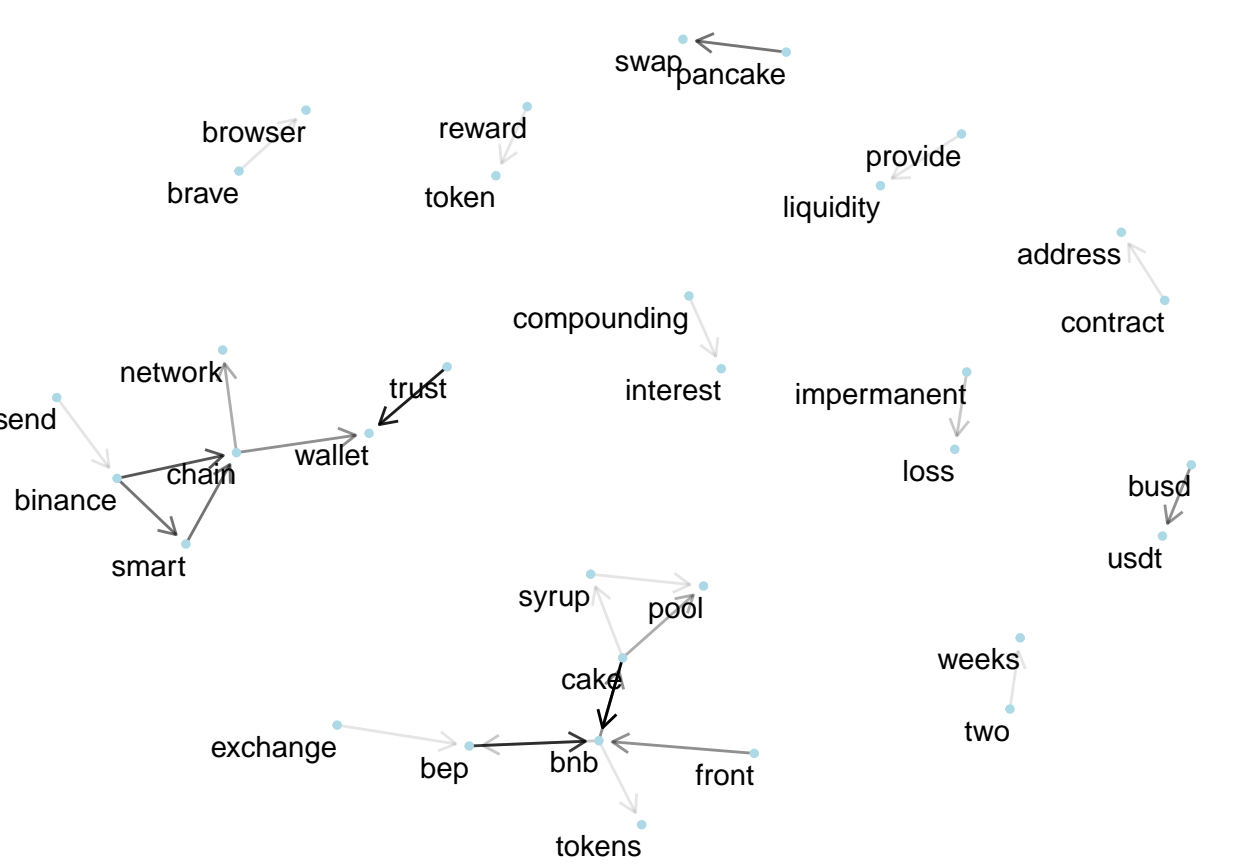 swap
pancake
browser
reward
provide
brave
token
liquidity
address
compounding
contract
network
trust
interest
impermanent
send
chain
wallet
loss
binance
busd
smart
usdt
syrup
pool
cake
weeks
exchange
bep
bnb
front
two
tokens